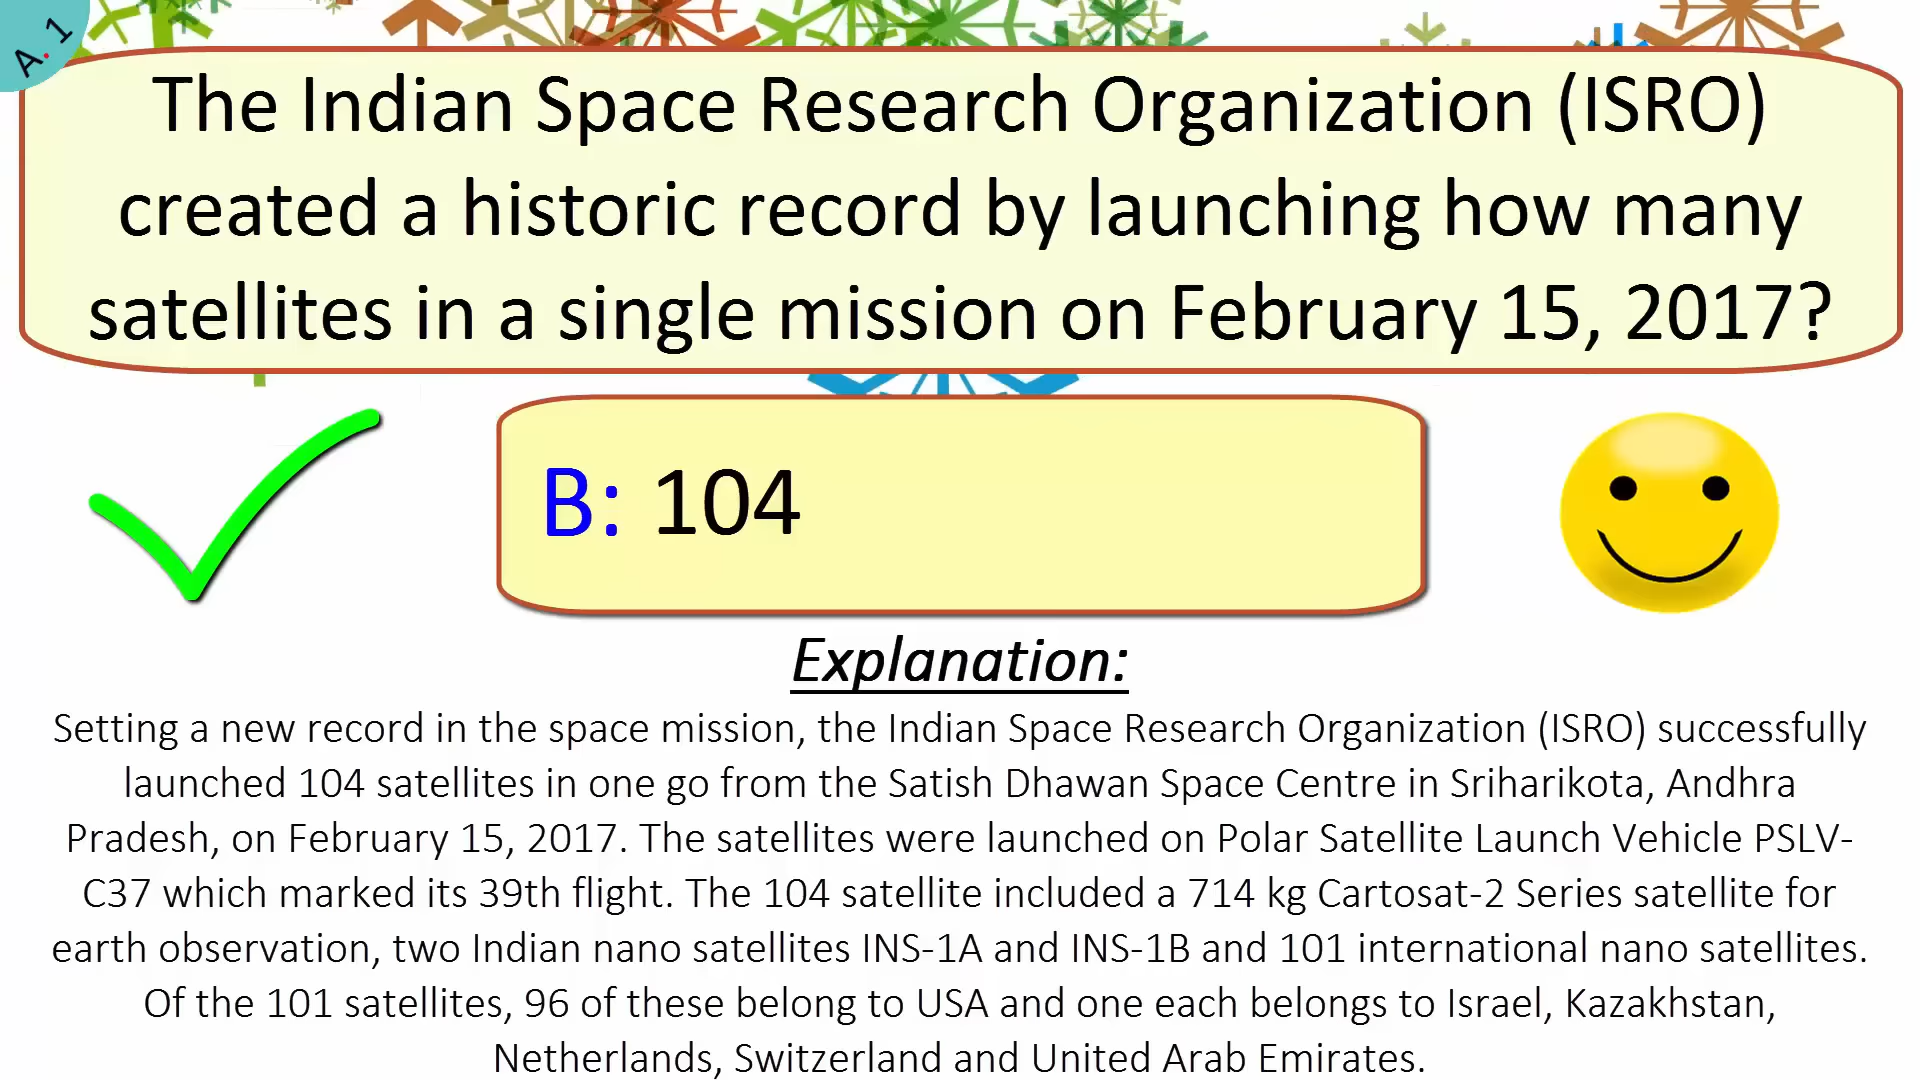 A.1
The Indian Space Research Organization (ISRO)
created a historic record by launching how many
satellites in a single mission on February 15, 2017?
B: 104
Explanation:
Setting a new record in the space mission, the Indian Space Research Organization (ISRO) successfully
launched 104 satellites in one go from the Satish Dhawan Space Centre in Sriharikota, Andhra
Pradesh, on February 15, 2017. The satellites were launched on Polar Satellite Launch Vehicle PSLV-
C37 which marked its 39th flight. The 104 satellite included a 714 kg Cartosat-2 Series satellite for
earth observation, two Indian nano satellites INS-1A and INS-1B and 101 international nano satellites.
Of the 101 satellites, 96 of these belong to USA and one each belongs to Israel, Kazakhstan,
Netherlands, Switzerland and United Arab Emirates.